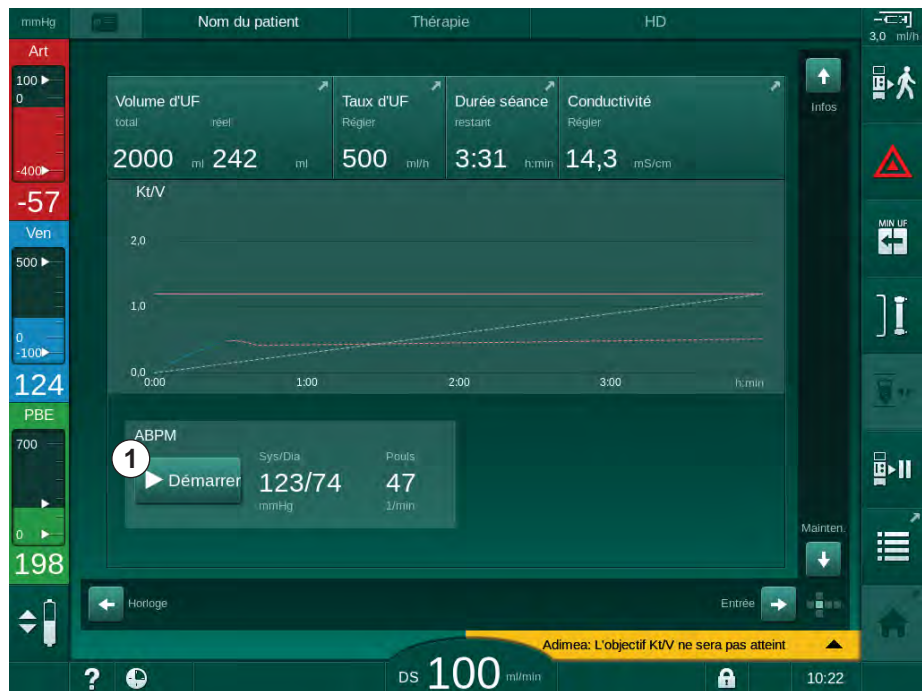 mmHg
Nom du patient
Thérapie
HD
3,0 ml/h
Art
100
0
-400
-57
Ven
500
0
-100
124
PBE
700
0
198
Volume d'UF
total réel
2000 ml 242 ml
Taux d'UF
Régler
500 ml/h
Durée séance
restant
3:31 h:min
Conductivité
Régler
14,3 mS/cm
Infos
Kt/V
2,0
1,0
0,0
0:00 1:00 2:00 3:00 h:min
ABPM
1
Démarrer
Sys/Dia
123/74
mmHg
Pouls
47
1/min
MIN UF
Mainten.
Horloge
Entrée
Adimea: L'objectif Kt/V ne sera pas atteint
?
DS 100 ml/min
10:22